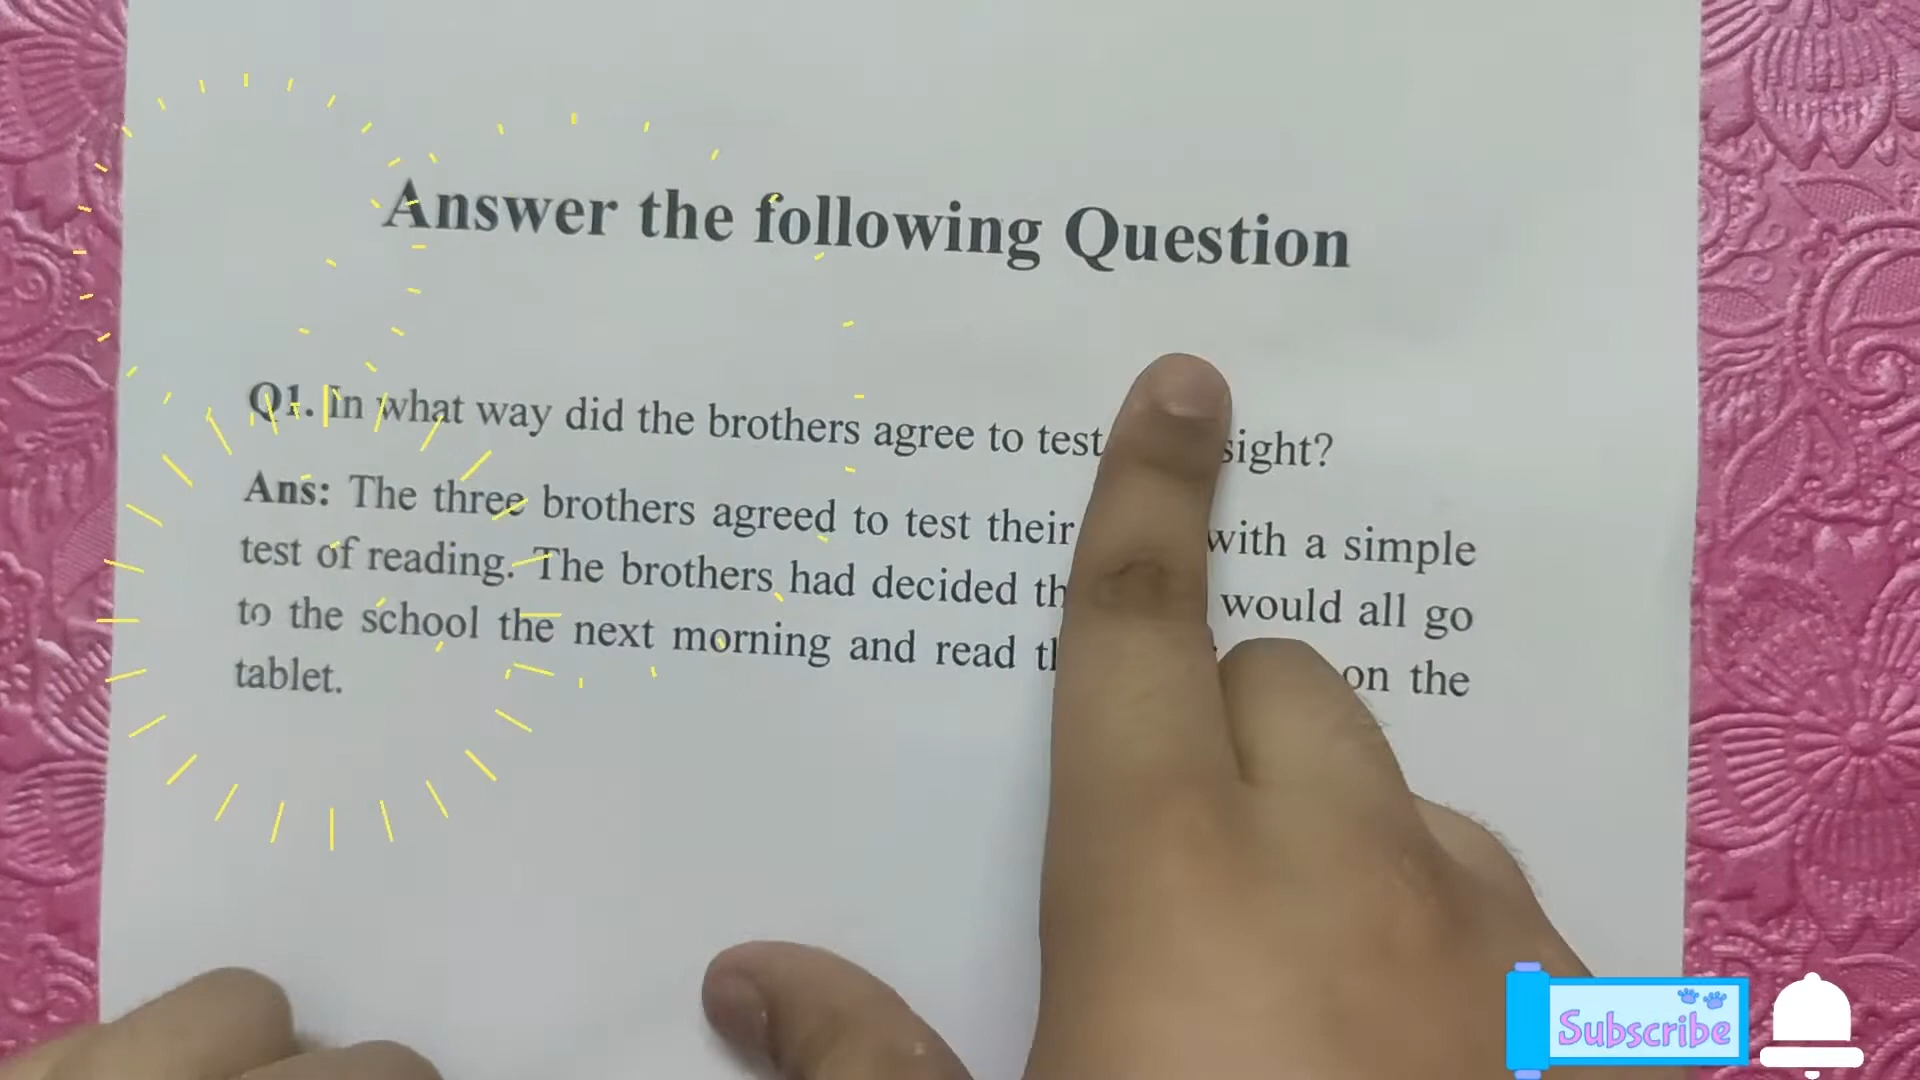 Answer the following Question
Q1. In what way did the brothers agree to test sight?
Ans: The three brothers agreed to test their with a simple
test of reading. The brothers had decided would all go
to the school the next morning and read on the
tablet.
Subscribe